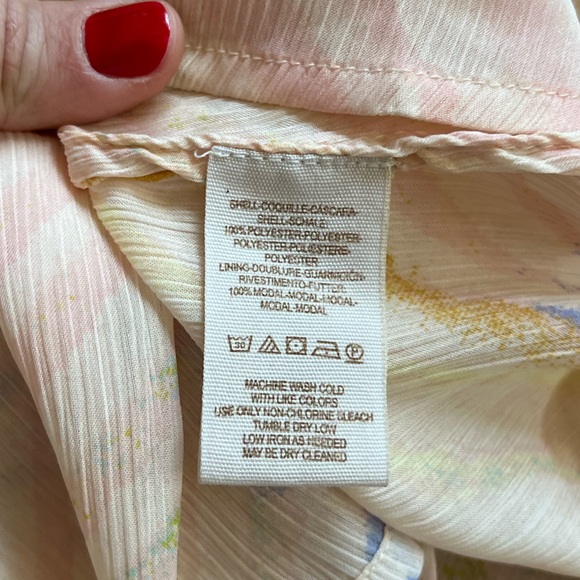 SHELL-COQUILLE-CASCARA-
SHELL-SCHALE
100% POLYESTER-POLYESTER-
POLYESTER-POLIESTERE-
POLYESTER
LINING-DOUBLURE-GUARNICION-
RIVESTIMENTO-FUTTER-
100% MODAL-MODAL-MODAL-
MODAL-MODAL
30
P
MACHINE WASH COLD
WITH LIKE COLORS
USE ONLY NON-CHLORINE BLEACH
TUMBLE DRY LOW
LOW IRON AS NEEDED
MAY BE DRY CLEANED